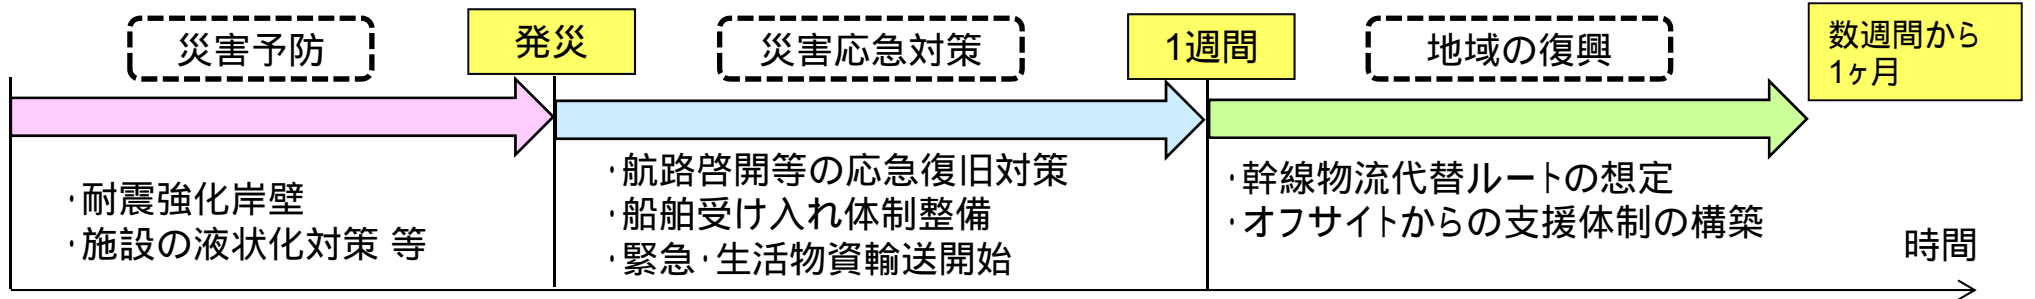 災害予防
発災
災害応急対策
1週間
地域の復興
数週間から
1ヶ月
・耐震強化岸壁
・施設の液状化対策 等
・航路啓開等の応急復旧対策
・船舶受け入れ体制整備
・緊急・生活物資輸送開始
・幹線物流代替ルートの想定
・オフサイトからの支援体制の構築
時間